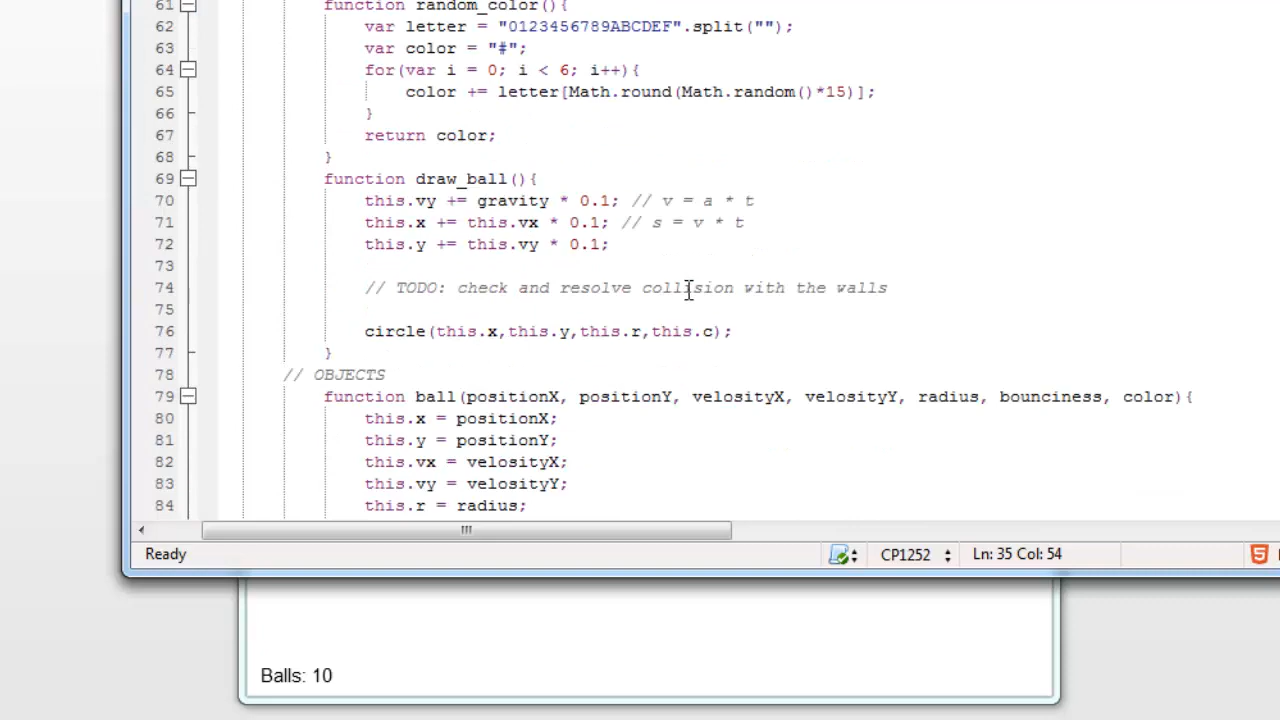 61 function random_color(){
62 var letter = "0123456789ABCDEF".split("");
63 var color = "#";
64 for(var i = 0; i < 6; i++){
65 color += letter[Math.round(Math.random()*15)];
66 }
67 return color;
68 }
69 function draw_ball(){
70 this.vy += gravity * 0.1; // v = a * t
71 this.x += this.vx * 0.1; // s = v * t
72 this.y += this.vy * 0.1;
73
74 // TODO: check and resolve collision with the walls
75
76 circle(this.x,this.y,this.r,this.c);
77 }
78 // OBJECTS
79 function ball(positionX, positionY, velosityX, velosityY, radius, bounciness, color){
80 this.x = positionX;
81 this.y = positionY;
82 this.vx = velosityX;
83 this.vy = velosityY;
84 this.r = radius;
Ready CP1252 Ln: 35 Col: 54
Balls: 10